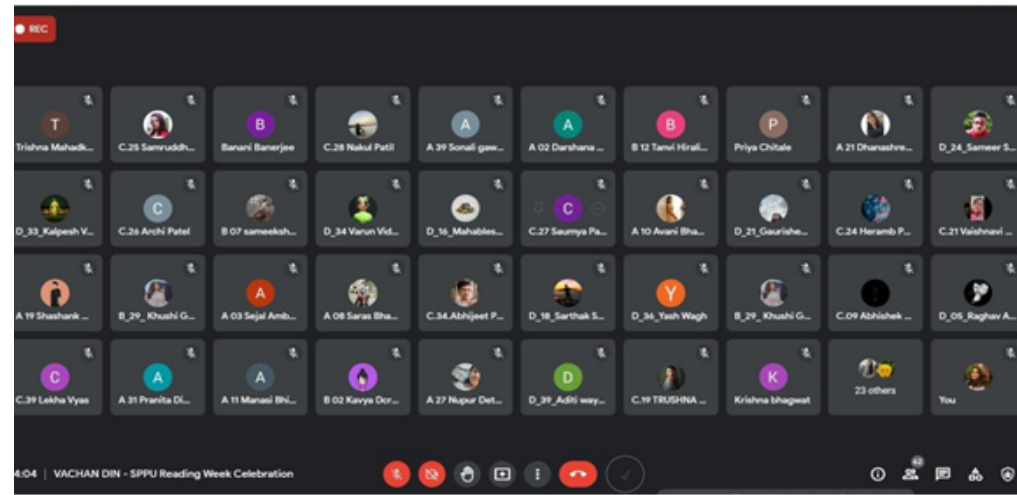 REC
T B A A B P
Trishna Mahadk... C.25 Samruddh... Banani Banerjee C.28 Nakul Patil A 39 Sonali gaw... A 02 Darshana ... B 12 Tanvi Hirali... Priya Chitale A 21 Dhanashre... D_24_Sameer S...
C C
D_33_Kalpesh V... C.26 Archi Patel B 07 sameeksh... D_34 Varun Vid... D_16_Mahables... C.27 Saumya Pa... A 10 Avani Bha... D_21_Gaurishe... C.24 Heramb P... C.21 Vaishnavi ...
A Y
A 19 Shashank ... B_29_ Khushi G... A 03 Sejal Amb... A 08 Saras Bha... C.34.Abhijeet P... D_18_Sarthak S... D_36_Yash Wagh B_29_ Khushi G... C.09 Abhishek ... D_05_Raghav A...
C A A D K
C.39 Lekha Vyas A 31 Pranita Di... A 11 Manasi Bhi... B 02 Kavya Dcr... A 27 Nupur Det... D_39_Aditi way... C.19 TRUSHNA ... Krishna bhagwat 23 others You
4:04 | VACHAN DIN - SPPU Reading Week Celebration 62